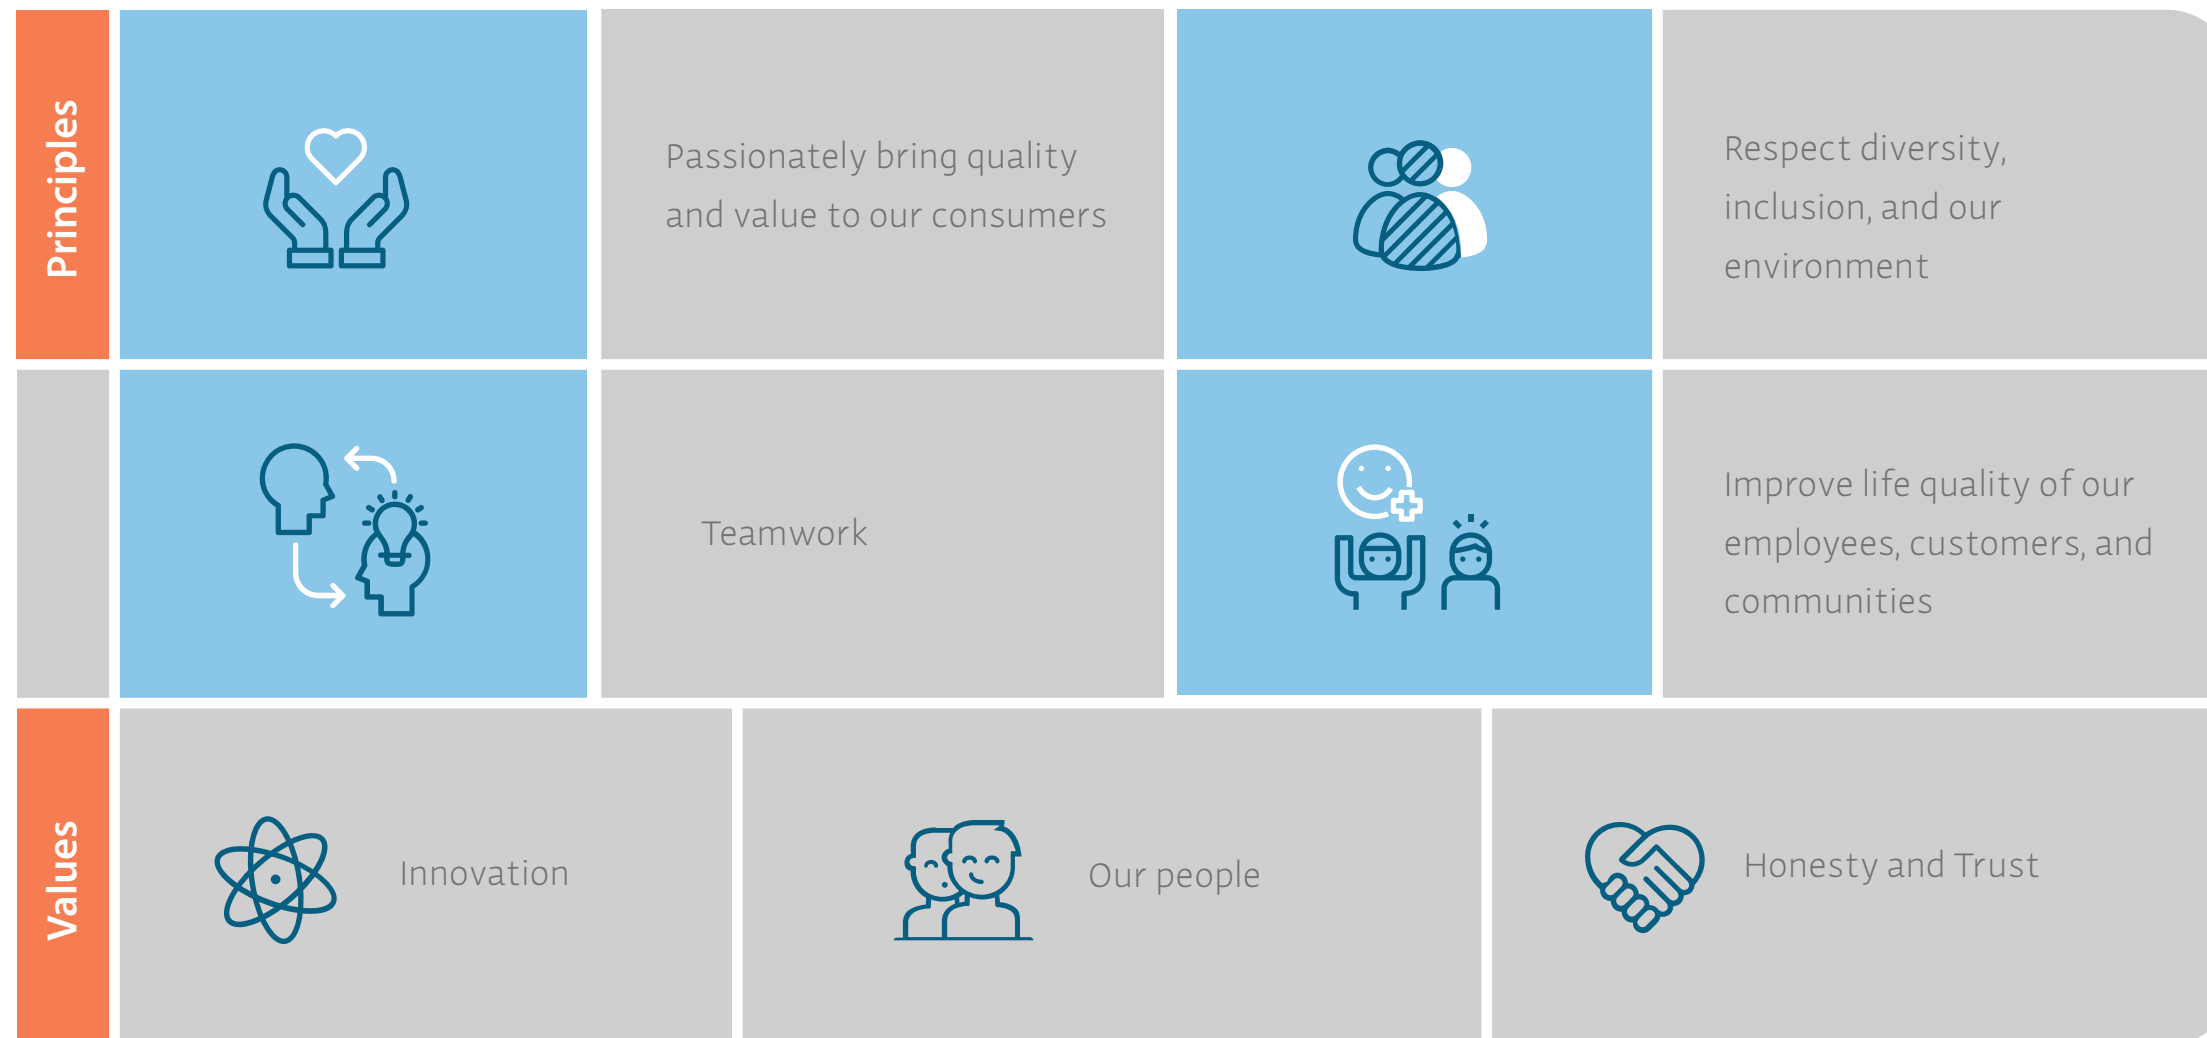 Principles
Passionately bring quality
and value to our consumers
Respect diversity,
inclusion, and our
environment
Teamwork
Improve life quality of our
employees, customers, and
communities
Values
Innovation
Our people
Honesty and Trust